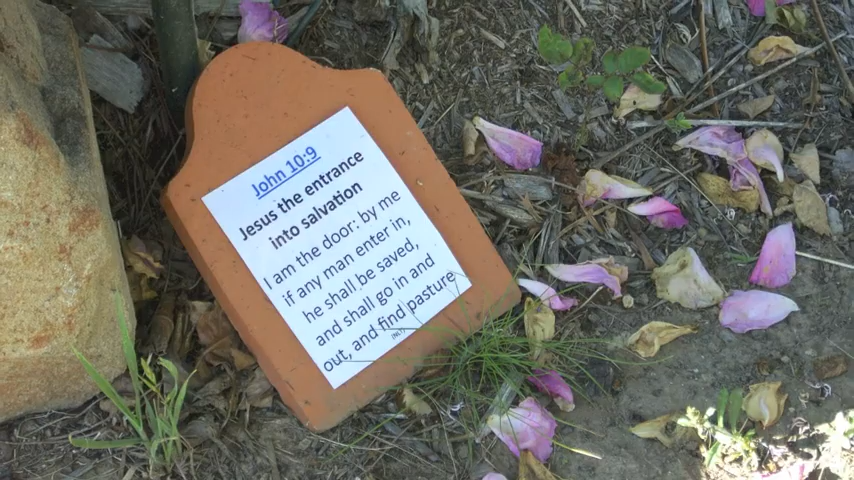 John 10:9
Jesus the entrance
into salvation
I am the door: by me
if any man enter in,
he shall be saved,
and shall go in and
out, and find pasture
(NLT)